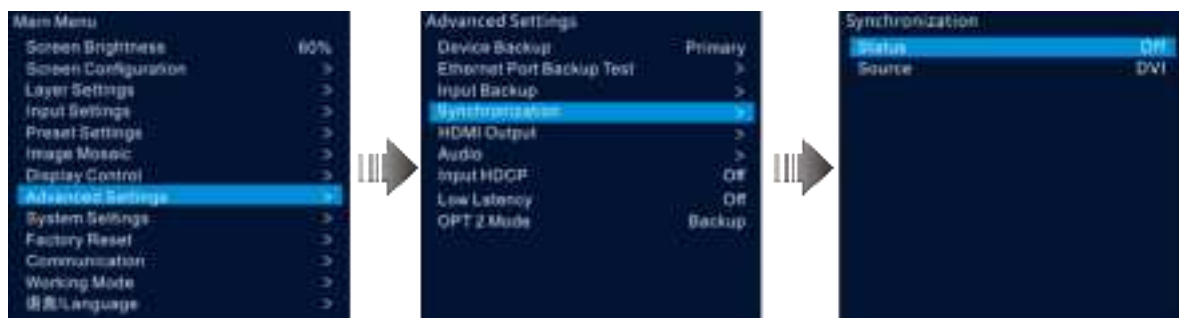 Main Menu
Screen Brightness 60%
Screen Configuration >
Layer Settings >
Input Settings >
Preset Settings >
Image Mosaic >
Display Control >
Advanced Settings >
System Settings >
Factory Reset >
Communication >
Working Mode >
语言/Language >
Advanced Settings
Device Backup Primary
Ethernet Port Backup Test >
Input Backup >
Synchronization >
HDMI Output >
Audio >
Input HDCP Off
Low Latency Off
OPT 2 Mode Backup
Synchronization
Status Off
Source DVI